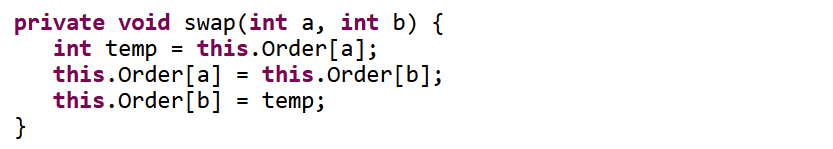 private void swap(int a, int b) {
   int temp = this.Order[a];
   this.Order[a] = this.Order[b];
   this.Order[b] = temp;
}